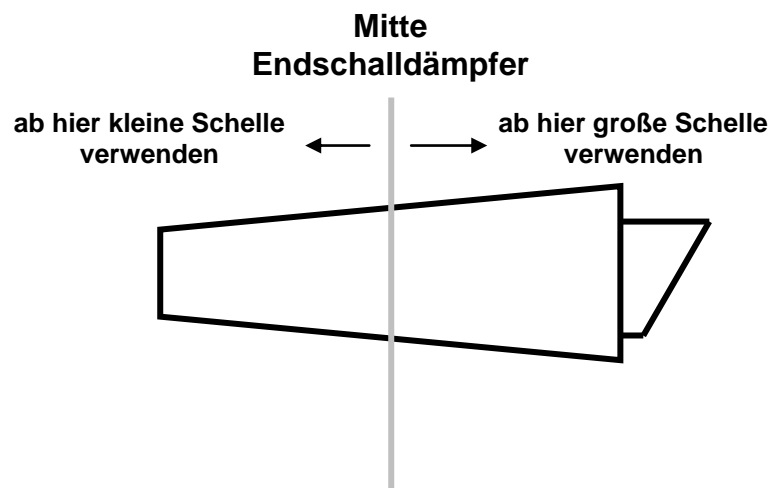 Mitte
Endschalldämpfer
ab hier kleine Schelle
verwenden
ab hier große Schelle
verwenden